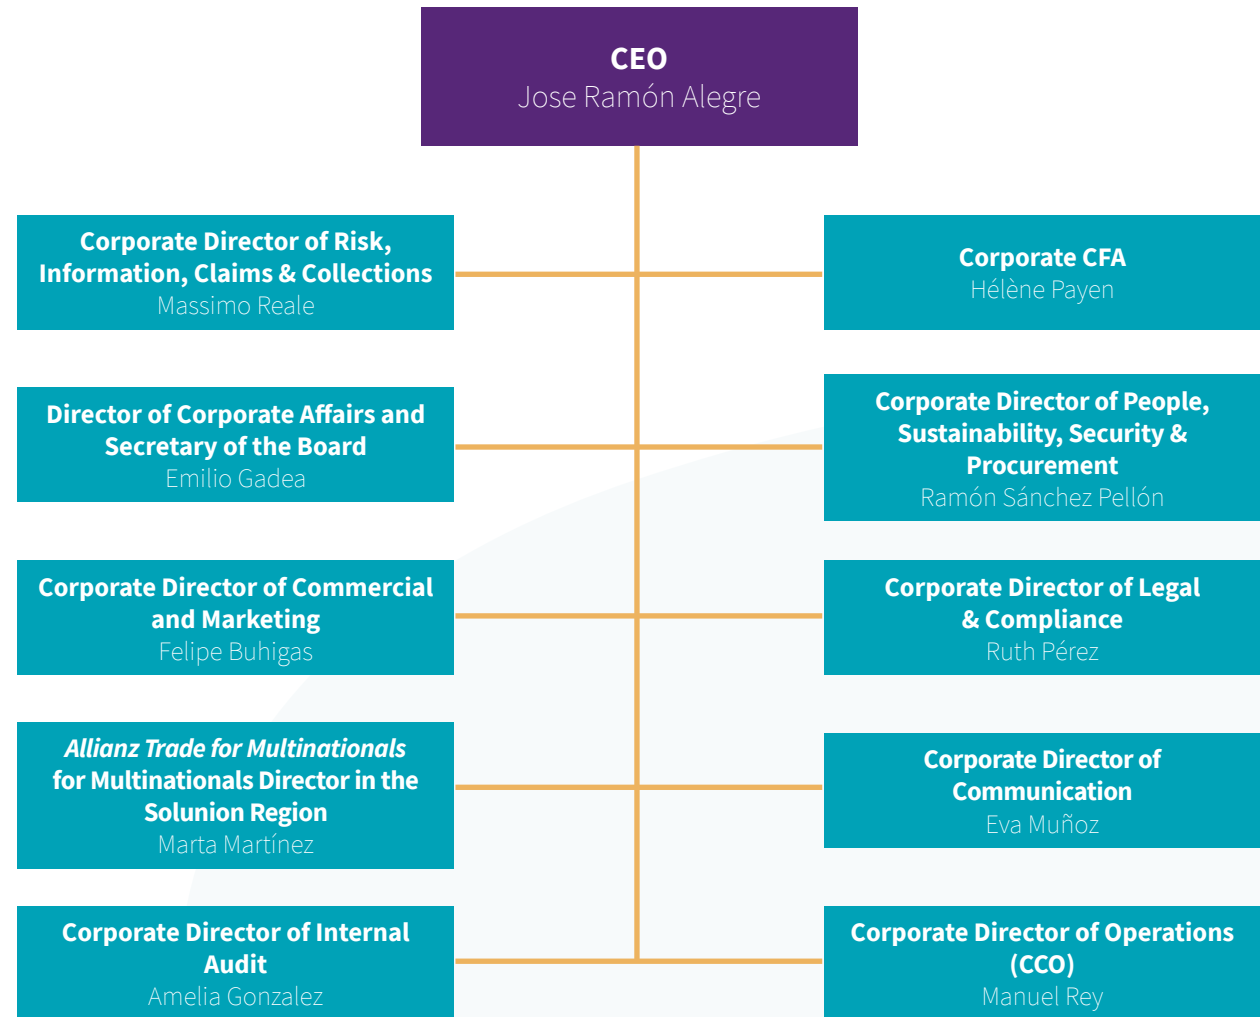 CEO
Jose Ramón Alegre
Corporate Director of Risk,
Information, Claims & Collections
Massimo Reale
Corporate CFA
Hélène Payen
Director of Corporate Affairs and
Secretary of the Board
Emilio Gadea
Corporate Director of People,
Sustainability, Security &
Procurement
Ramón Sánchez Pellón
Corporate Director of Commercial
and Marketing
Felipe Buhigas
Corporate Director of Legal
& Compliance
Ruth Pérez
Allianz Trade for Multinationals
for Multinationals Director in the
Solunion Region
Marta Martínez
Corporate Director of
Communication
Eva Muñoz
Corporate Director of Internal
Audit
Amelia Gonzalez
Corporate Director of Operations
(CCO)
Manuel Rey